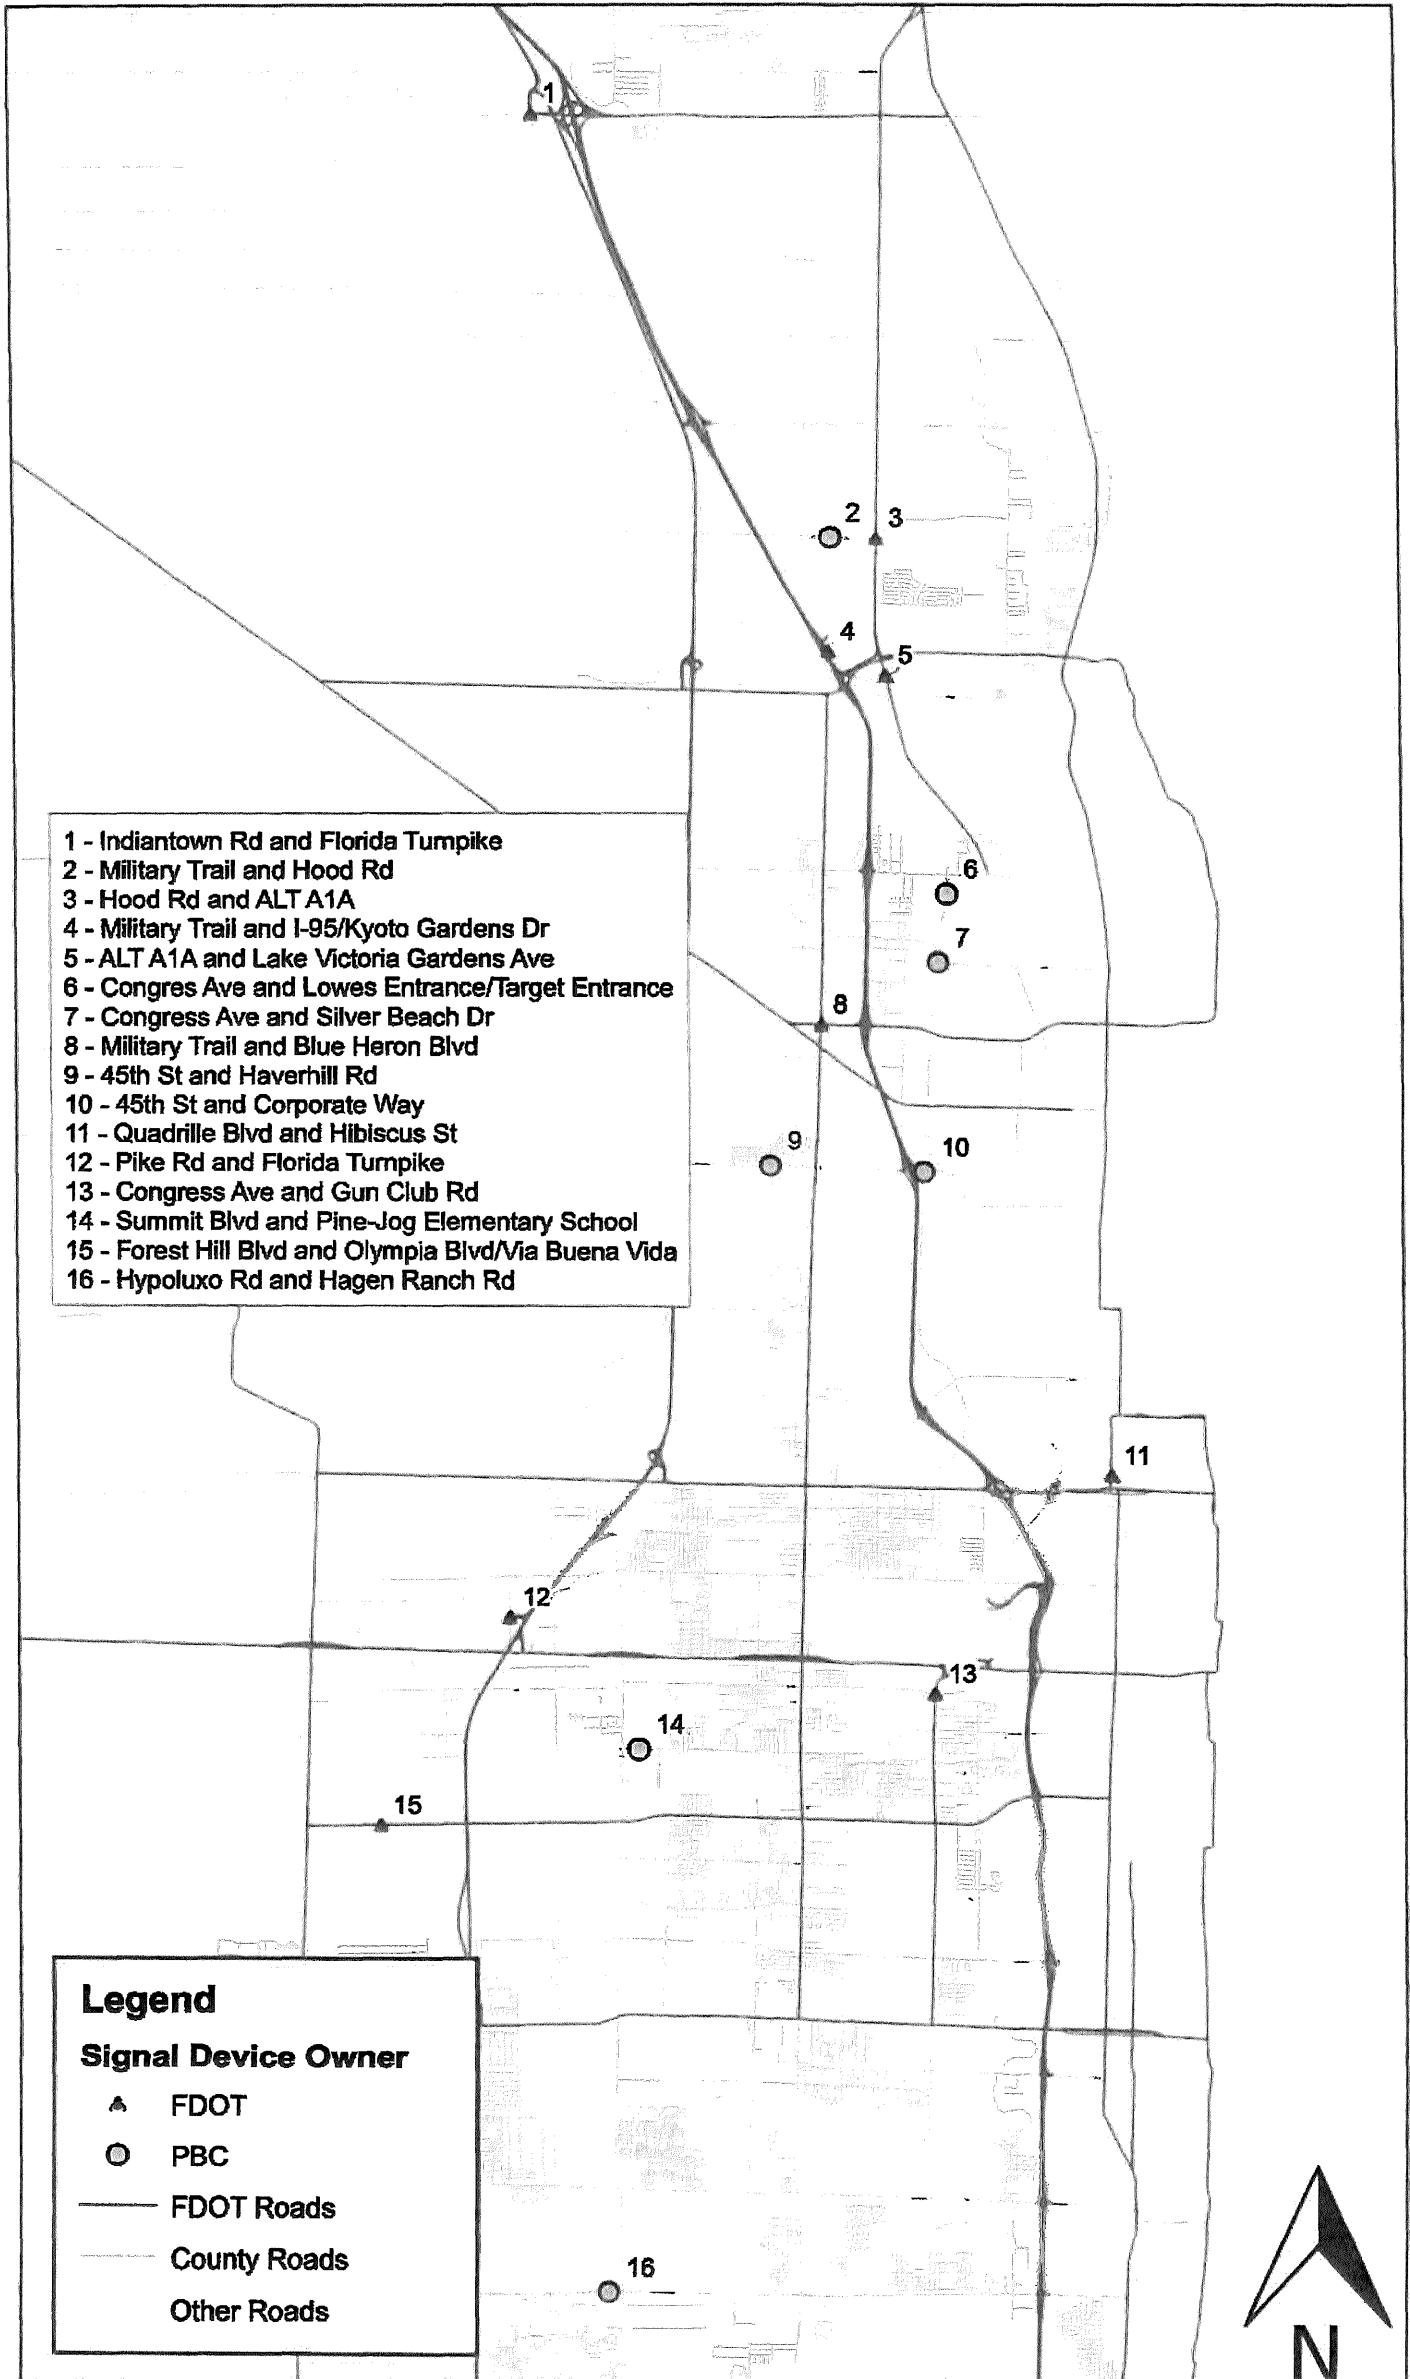 1
2
3
4
5
1 - Indiantown Rd and Florida Turnpike
2 - Military Trail and Hood Rd
3 - Hood Rd and ALT A1A
4 - Military Trail and I-95/Kyoto Gardens Dr
5 - ALT A1A and Lake Victoria Gardens Ave
6 - Congres Ave and Lowes Entrance/Target Entrance
7 - Congress Ave and Silver Beach Dr
8 - Military Trail and Blue Heron Blvd
9 - 45th St and Haverhill Rd
10 - 45th St and Corporate Way
11 - Quadrille Blvd and Hibiscus St
12 - Pike Rd and Florida Turnpike
13 - Congress Ave and Gun Club Rd
14 - Summit Blvd and Pine-Jog Elementary School
15 - Forest Hill Blvd and Olympia Blvd/Via Buena Vida
16 - Hypoluxo Rd and Hagen Ranch Rd
6
7
8
9
10
11
12
13
14
15
Legend
Signal Device Owner
FDOT
PBC
FDOT Roads
County Roads
Other Roads
16
N